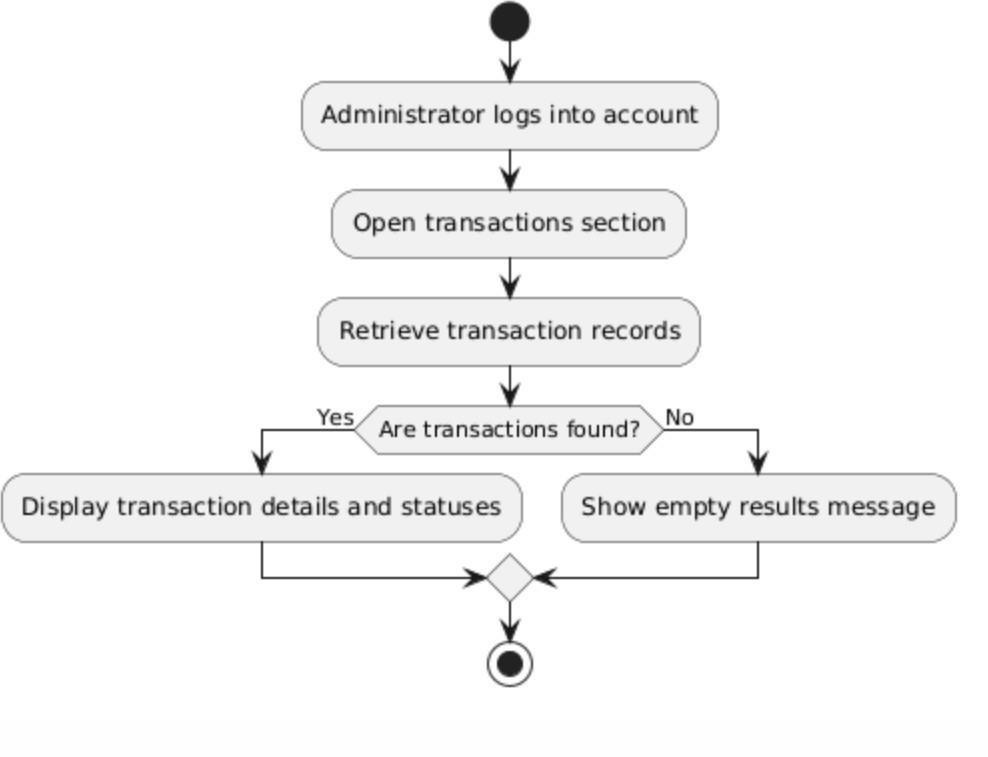 Administrator logs into account
Open transactions section
Retrieve transaction records
Yes
Are transactions found?
No
Display transaction details and statuses
Show empty results message